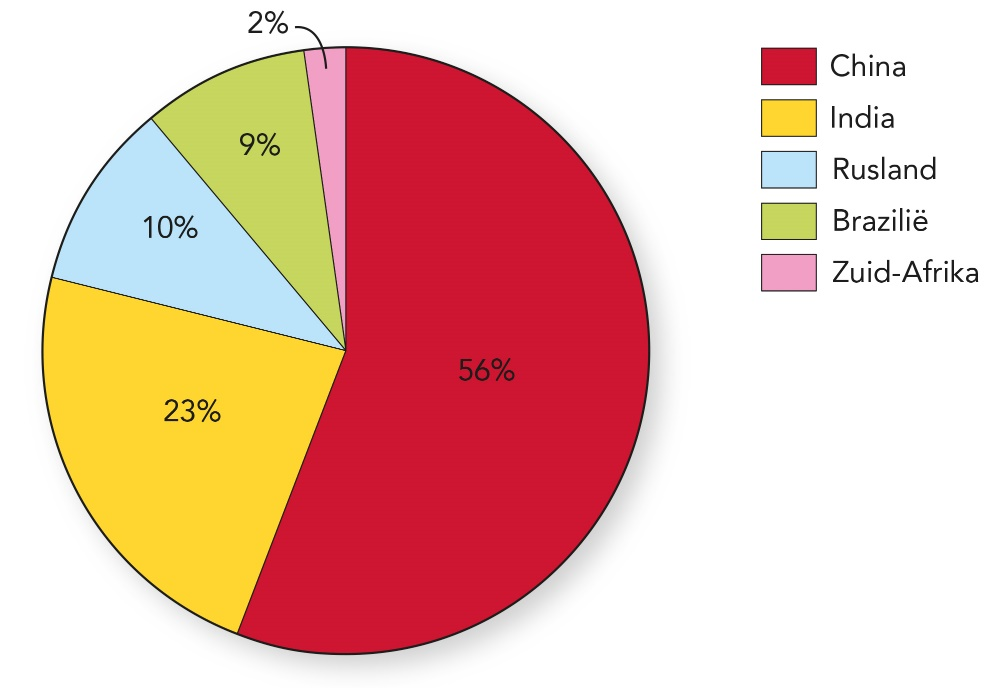 2%
9%
10%
56%
23%
China
India
Rusland
Brazilië
Zuid-Afrika